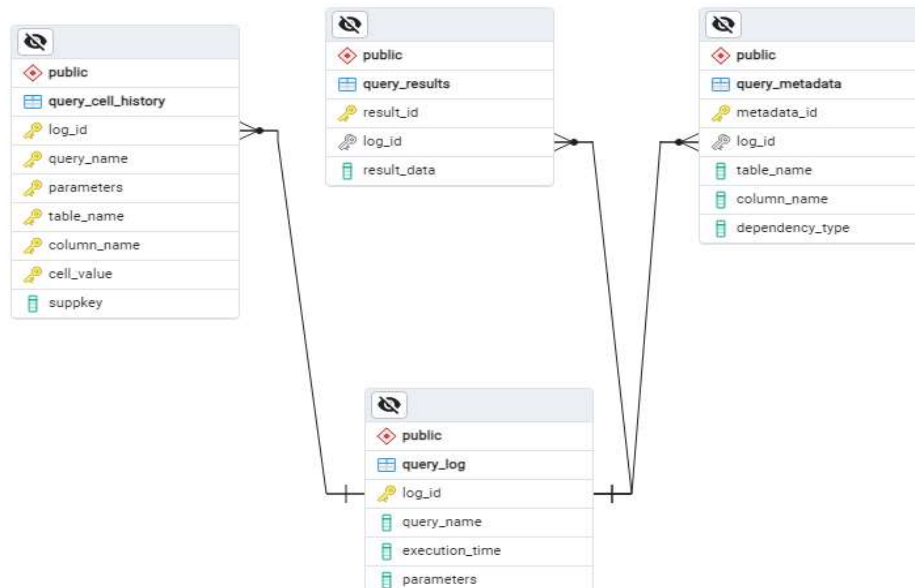 public
query_cell_history
log_id
query_name
parameters
table_name
column_name
cell_value
suppkey
public
query_results
result_id
log_id
result_data
public
query_metadata
metadata_id
log_id
table_name
column_name
dependency_type
public
query_log
log_id
query_name
execution_time
parameters